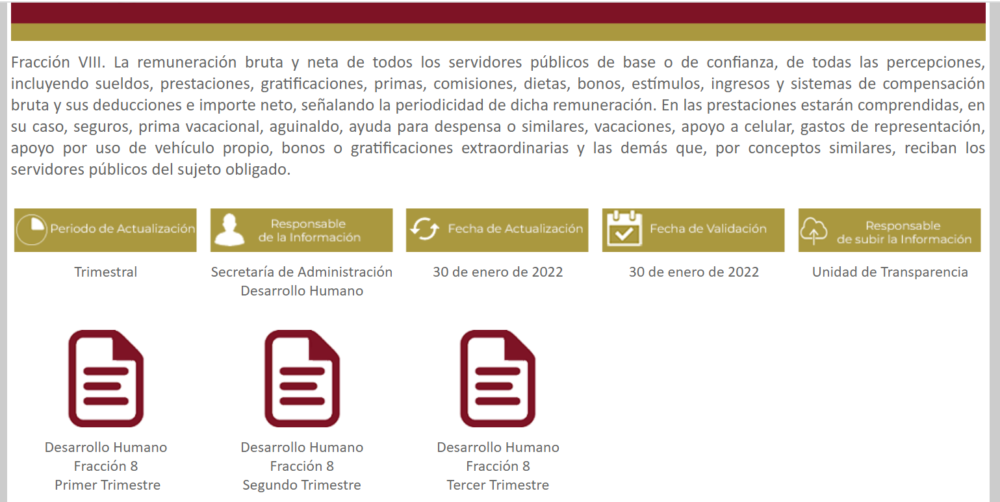 Fracción VIII. La remuneración bruta y neta de todos los servidores públicos de base o de confianza, de todas las percepciones,
incluyendo sueldos, prestaciones, gratificaciones, primas, comisiones, dietas, bonos, estímulos, ingresos y sistemas de compensación
bruta y sus deducciones e importe neto, señalando la periodicidad de dicha remuneración. En las prestaciones estarán comprendidas, en
su caso, seguros, prima vacacional, aguinaldo, ayuda para despensa o similares, vacaciones, apoyo a celular, gastos de representación,
apoyo por uso de vehículo propio, bonos o gratificaciones extraordinarias y las demás que, por conceptos similares, reciban los
servidores públicos del sujeto obligado.
Periodo de Actualización
Trimestral
Responsable
de la Información
Secretaría de Administración
Desarrollo Humano
Fecha de Actualización
30 de enero de 2022
Fecha de Validación
30 de enero de 2022
Responsable
de subir la Información
Unidad de Transparencia
Desarrollo Humano
Fracción 8
Primer Trimestre
Desarrollo Humano
Fracción 8
Segundo Trimestre
Desarrollo Humano
Fracción 8
Tercer Trimestre